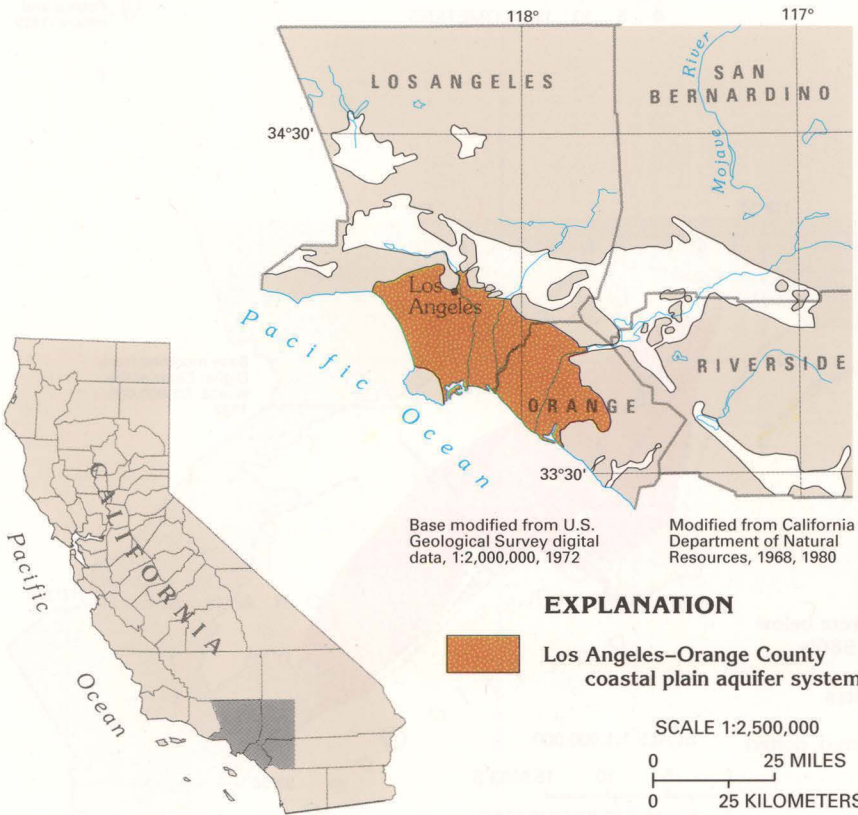 118°
117°
LOS ANGELES
SAN
BERNARDINO
Mojave River
34°30'
Los
Angeles
Pacific Ocean
RIVERSIDE
ORANGE
33°30'
Base modified from U.S.
Geological Survey digital
data, 1:2,000,000, 1972
Modified from California
Department of Natural
Resources, 1968, 1980
CALIFORNIA
Pacific
Ocean
EXPLANATION
Los Angeles–Orange County
coastal plain aquifer system
SCALE 1:2,500,000
0 25 MILES
0 25 KILOMETERS